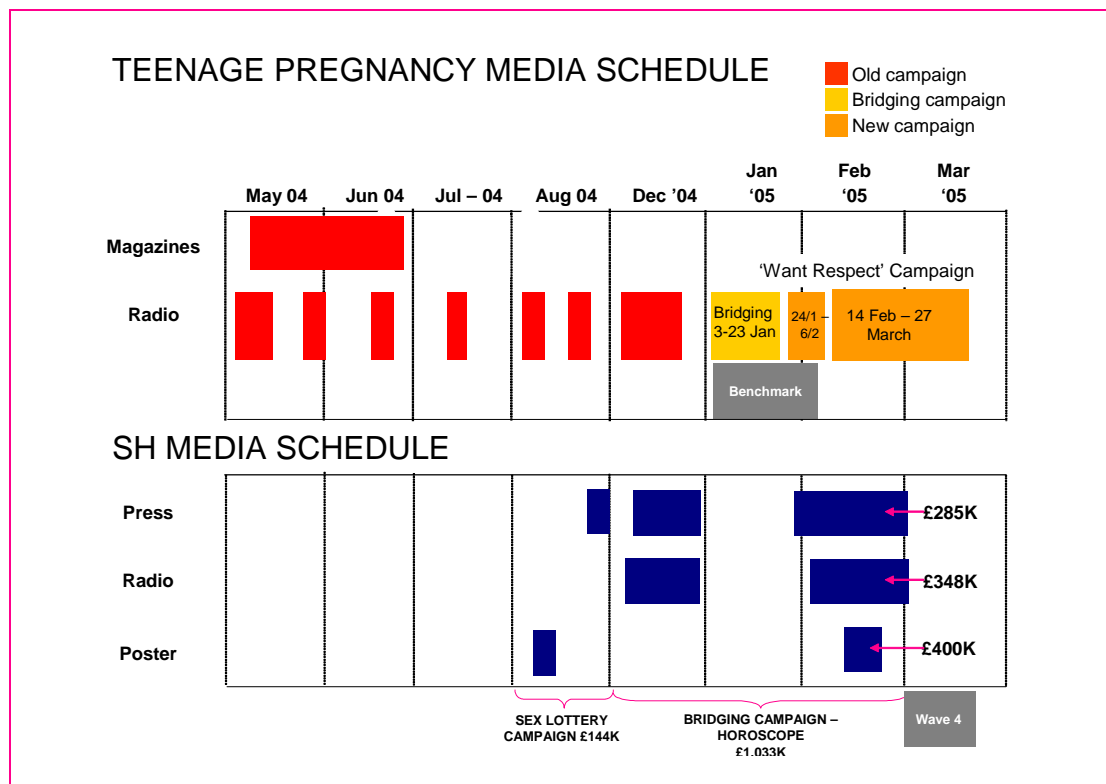 TEENAGE PREGNANCY MEDIA SCHEDULE
Old campaign
Bridging campaign
New campaign
Jan
Feb
Mar
May 04
Jun 04
Jul – 04
Aug 04
Dec ’04
‘05
‘05
‘05
Magazines
‘Want Respect’ Campaign
Radio
Bridging
3-23 Jan
24/1 –
6/2
14 Feb – 27
March
Benchmark
SH MEDIA SCHEDULE
Press
£285K
Radio
£348K
Poster
£400K
SEX LOTTERY
CAMPAIGN £144K
BRIDGING CAMPAIGN –
HOROSCOPE
£1,033K
Wave 4